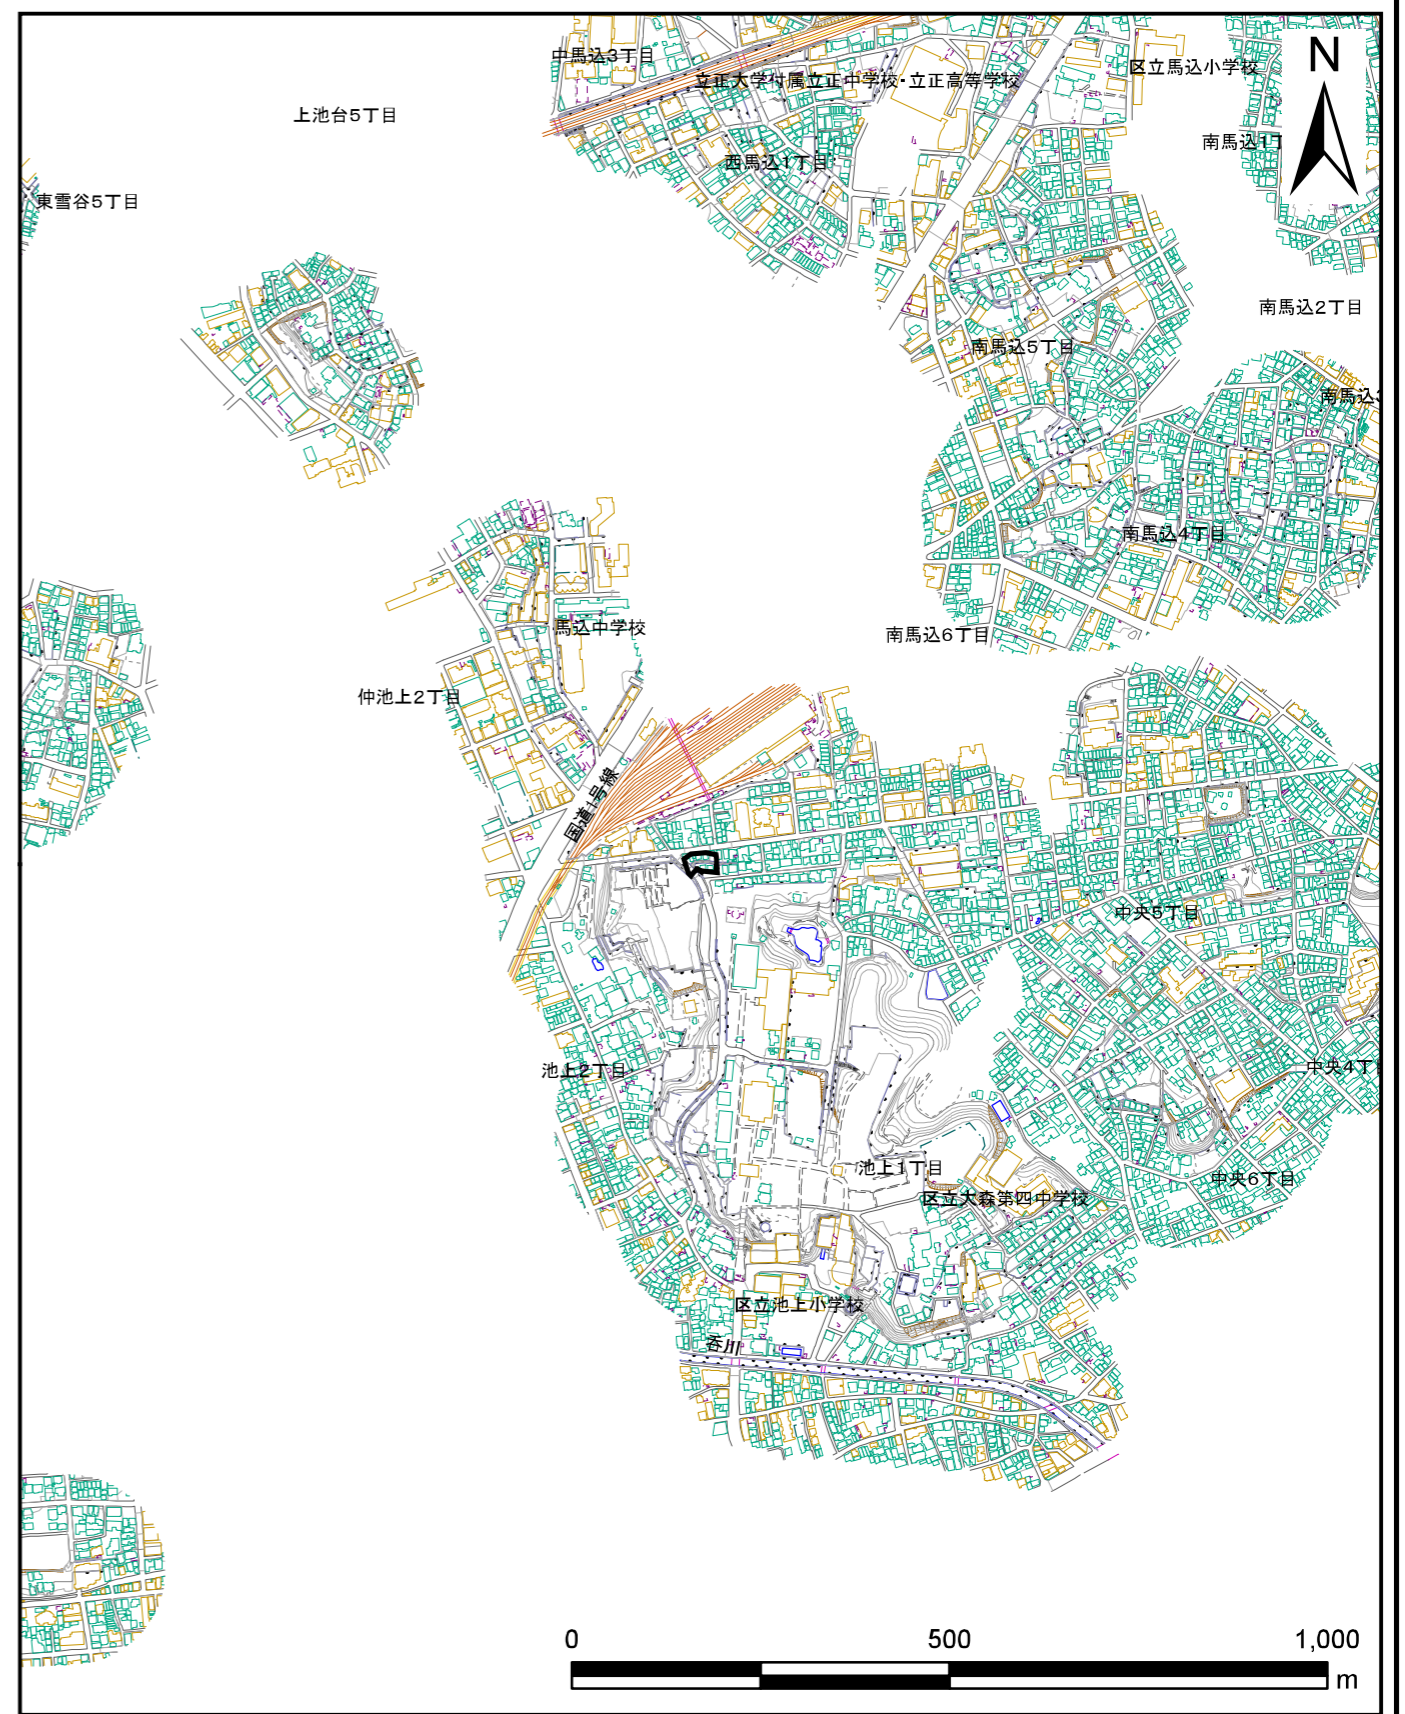 中馬込3丁目
立正大学付属立正中学校・立正高等学校
区立馬込小学校
N
上池台5丁目
南馬込1丁
西馬込1丁目
東雪谷5丁目
南馬込2丁目
南馬込5丁目
南馬込3
南馬込4丁目
馬込中学校
南馬込6丁目
仲池上2丁目
国道1号線
中央5丁目
池上2丁目
中央4丁目
池上1丁目
中央6丁目
区立大森第四中学校
区立池上小学校
呑川
0 500 1,000
m